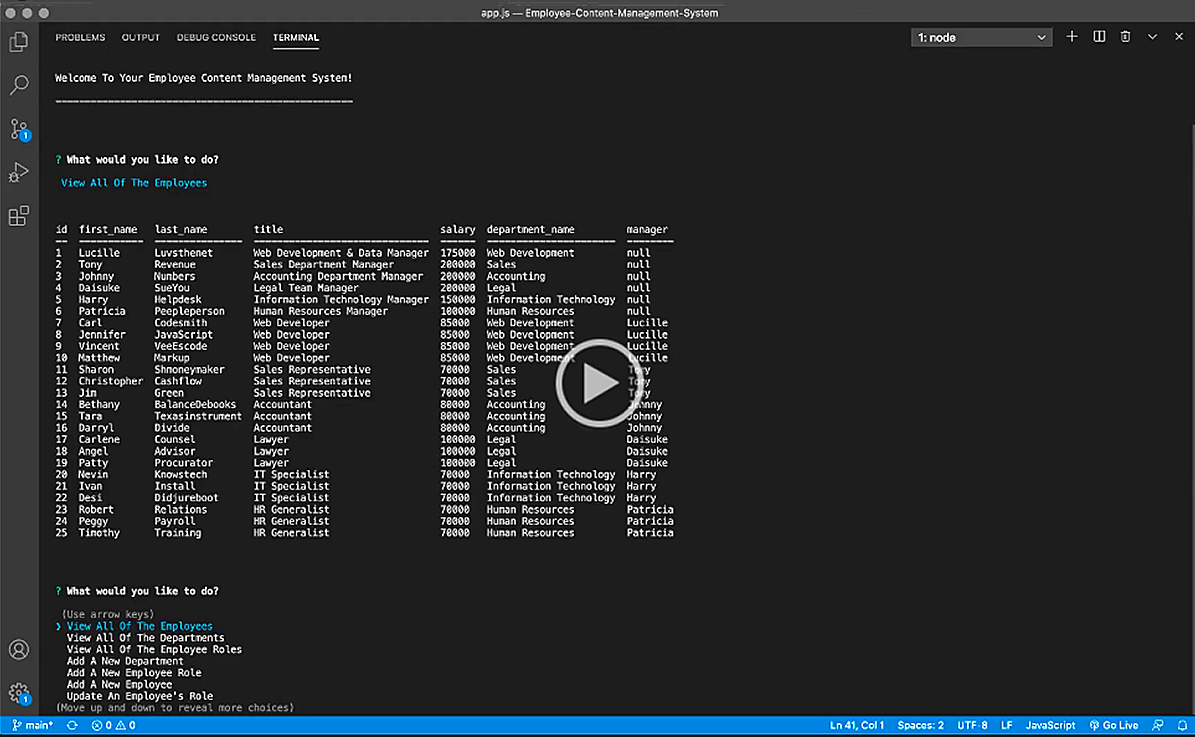 app.js — Employee-Content-Management-System
PROBLEMS OUTPUT DEBUG CONSOLE TERMINAL 1: node
Welcome To Your Employee Content Management System!
? What would you like to do?
View All Of The Employees
id first_name last_name title salary department_name manager
1 Lucille Luvsthenet Web Development & Data Manager 175000 Web Development null
2 Tony Revenue Sales Department Manager 200000 Sales null
3 Johnny Numbers Accounting Department Manager 200000 Accounting null
4 Daisuke SueYou Legal Team Manager 200000 Legal null
5 Harry Helpdesk Information Technology Manager 150000 Information Technology null
6 Patricia Peepleperson Human Resources Manager 100000 Human Resources null
7 Carl Codesmith Web Developer 85000 Web Development Lucille
8 Jennifer JavaScript Web Developer 85000 Web Development Lucille
9 Vincent VeeEscode Web Developer 85000 Web Development Lucille
10 Matthew Markup Web Developer 85000 Web Development Lucille
11 Sharon Shmoneymaker Sales Representative 70000 Sales Tony
12 Christopher Cashflow Sales Representative 70000 Sales Tony
13 Jim Green Sales Representative 70000 Sales Tony
14 Bethany BalanceDebooks Accountant 80000 Accounting Johnny
15 Tara Texasinstrument Accountant 80000 Accounting Johnny
16 Darryl Divide Accountant 80000 Accounting Johnny
17 Carlene Counsel Lawyer 100000 Legal Daisuke
18 Angel Advisor Lawyer 100000 Legal Daisuke
19 Patty Procurator Lawyer 100000 Legal Daisuke
20 Nevin Knowstech IT Specialist 70000 Information Technology Harry
21 Ivan Install IT Specialist 70000 Information Technology Harry
22 Desi Didjureboot IT Specialist 70000 Information Technology Harry
23 Robert Relations HR Generalist 70000 Human Resources Patricia
24 Peggy Payroll HR Generalist 70000 Human Resources Patricia
25 Timothy Training HR Generalist 70000 Human Resources Patricia
? What would you like to do?
(Use arrow keys)
❯ View All Of The Employees
View All Of The Departments
View All Of The Employee Roles
Add A New Department
Add A New Employee Role
Add A New Employee
Update An Employee's Role
(Move up and down to reveal more choices)
1
1
main* 0 0 Ln 41, Col 1 Spaces: 2 UTF-8 LF JavaScript Go Live